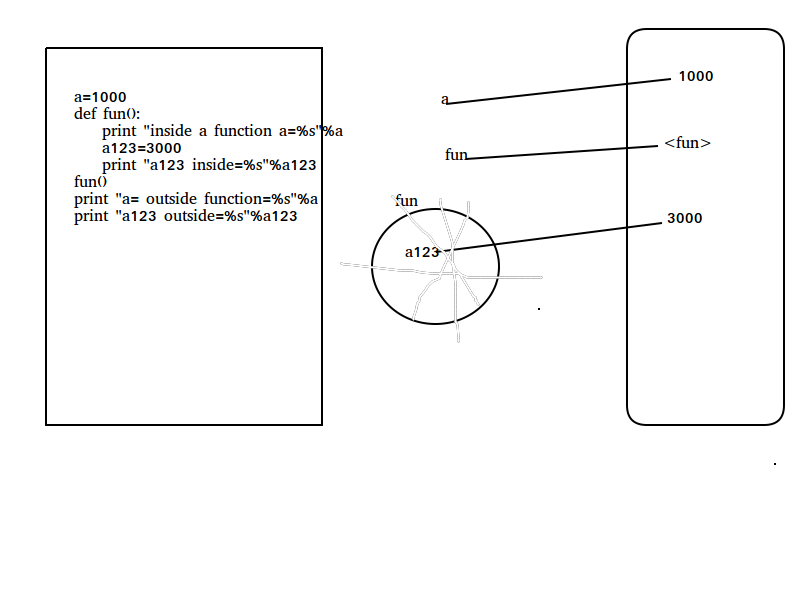 a=1000
def fun():
print "inside a function a=%s"%a
a123=3000
print "a123 inside=%s"%a123
fun()
print "a= outside function=%s"%a
print "a123 outside=%s"%a123
a
1000
fun
<fun>
fun
a123
3000